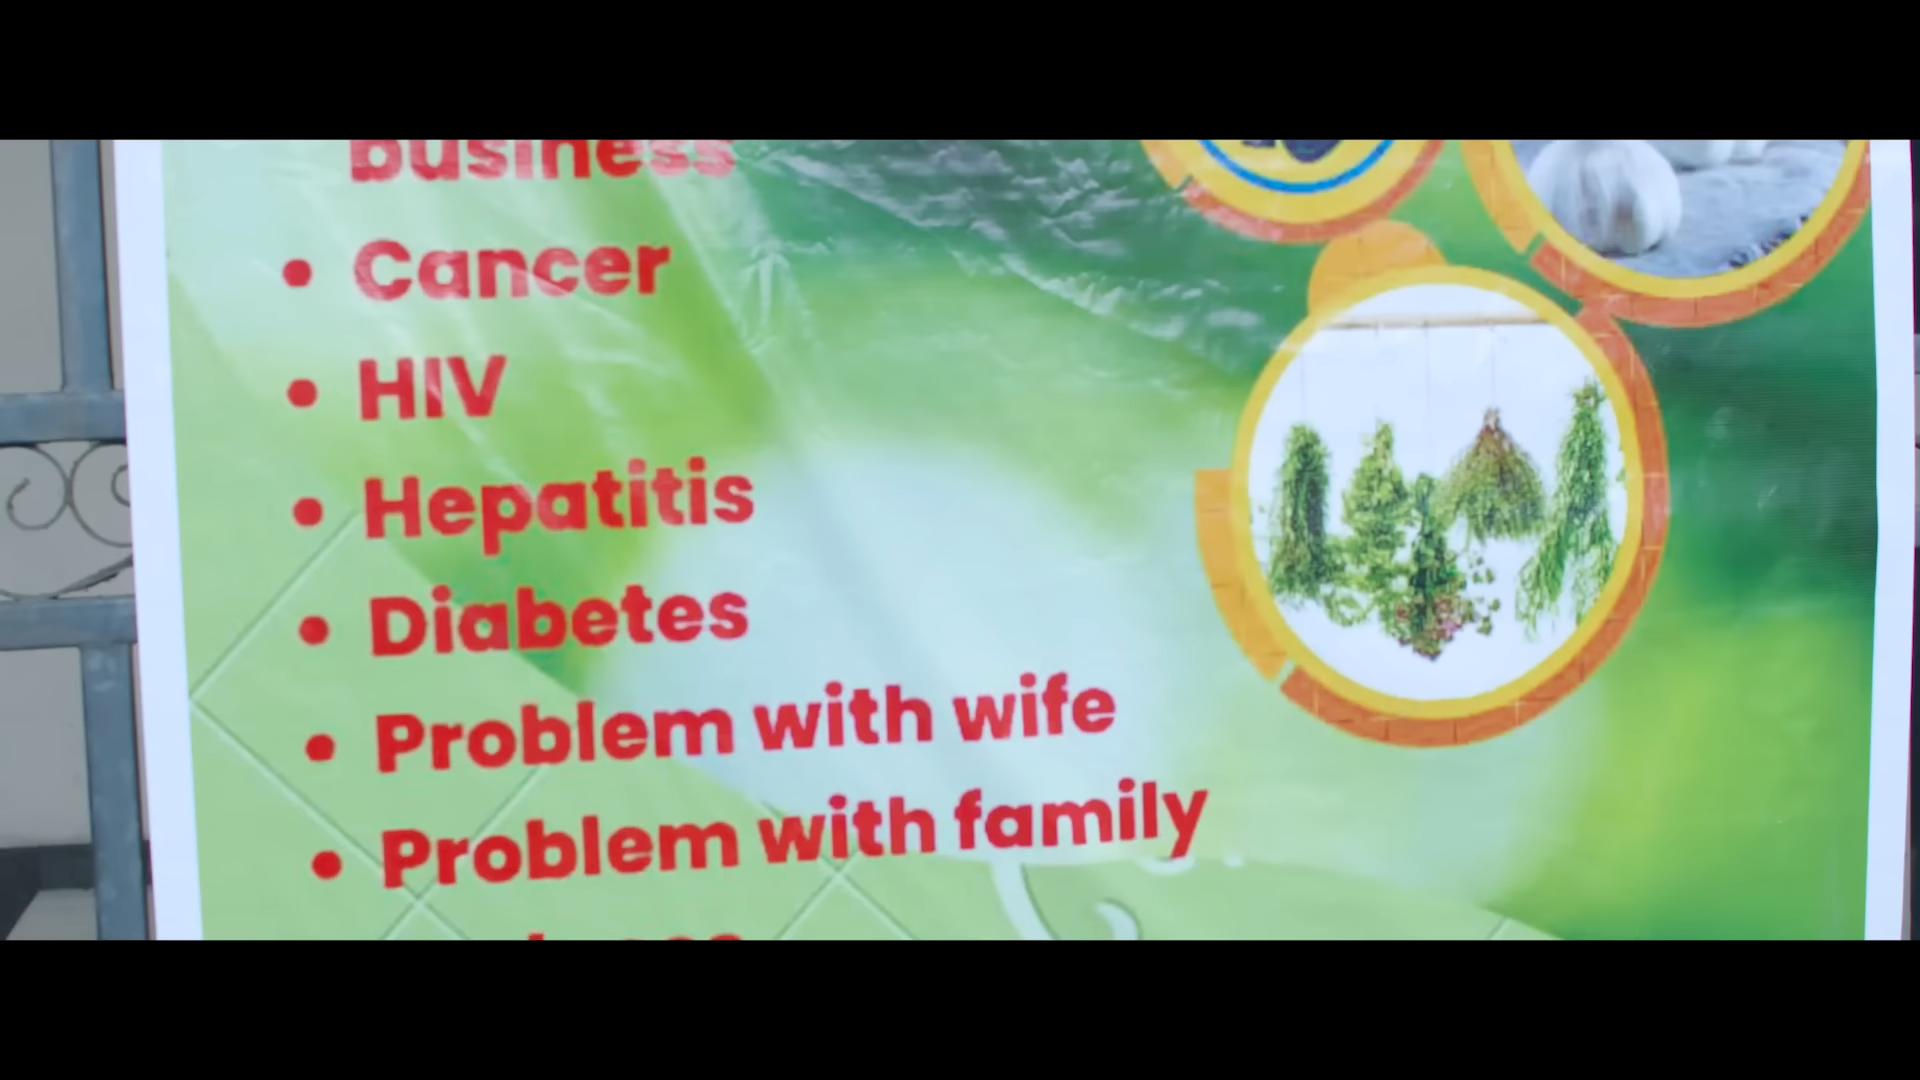 business
• Cancer
• HIV
• Hepatitis
• Diabetes
• Problem with wife
• Problem with family